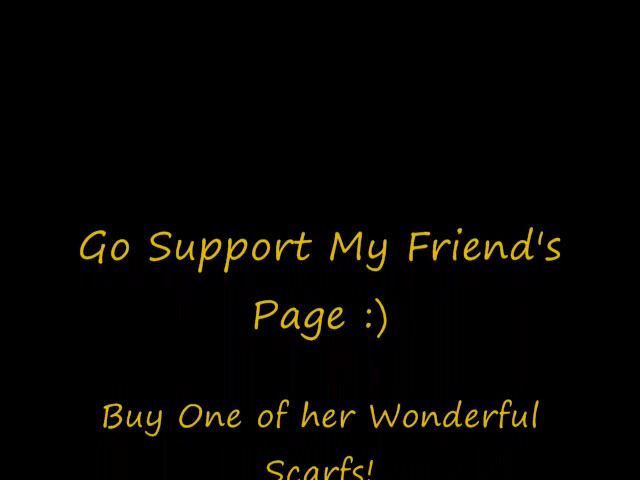 Go Support My Friend's
Page :)
Buy One of her Wonderful
Scarfs!